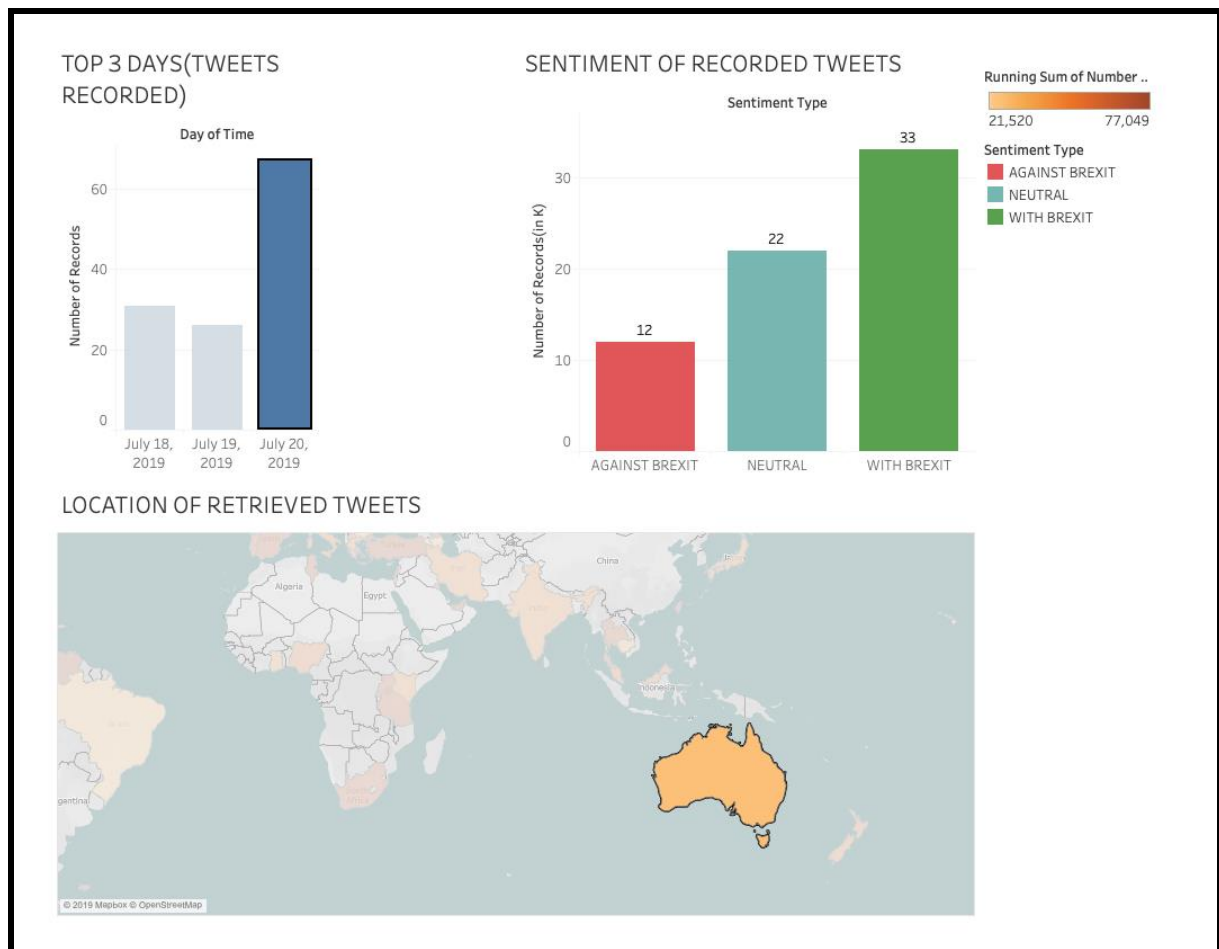 TOP 3 DAYS(TWEETS
RECORDED)
Day of Time
Number of Records
60
40
20
0
July 18,
2019
July 19,
2019
July 20,
2019
SENTIMENT OF RECORDED TWEETS
Sentiment Type
Number of Records(in K)
30
20
10
0
12
22
33
AGAINST BREXIT
NEUTRAL
WITH BREXIT
Running Sum of Number ..
21,520
77,049
Sentiment Type
AGAINST BREXIT
NEUTRAL
WITH BREXIT
LOCATION OF RETRIEVED TWEETS
China
Algeria
Egypt
Indonesia
gentina
© 2019 Mapbox © OpenStreetMap